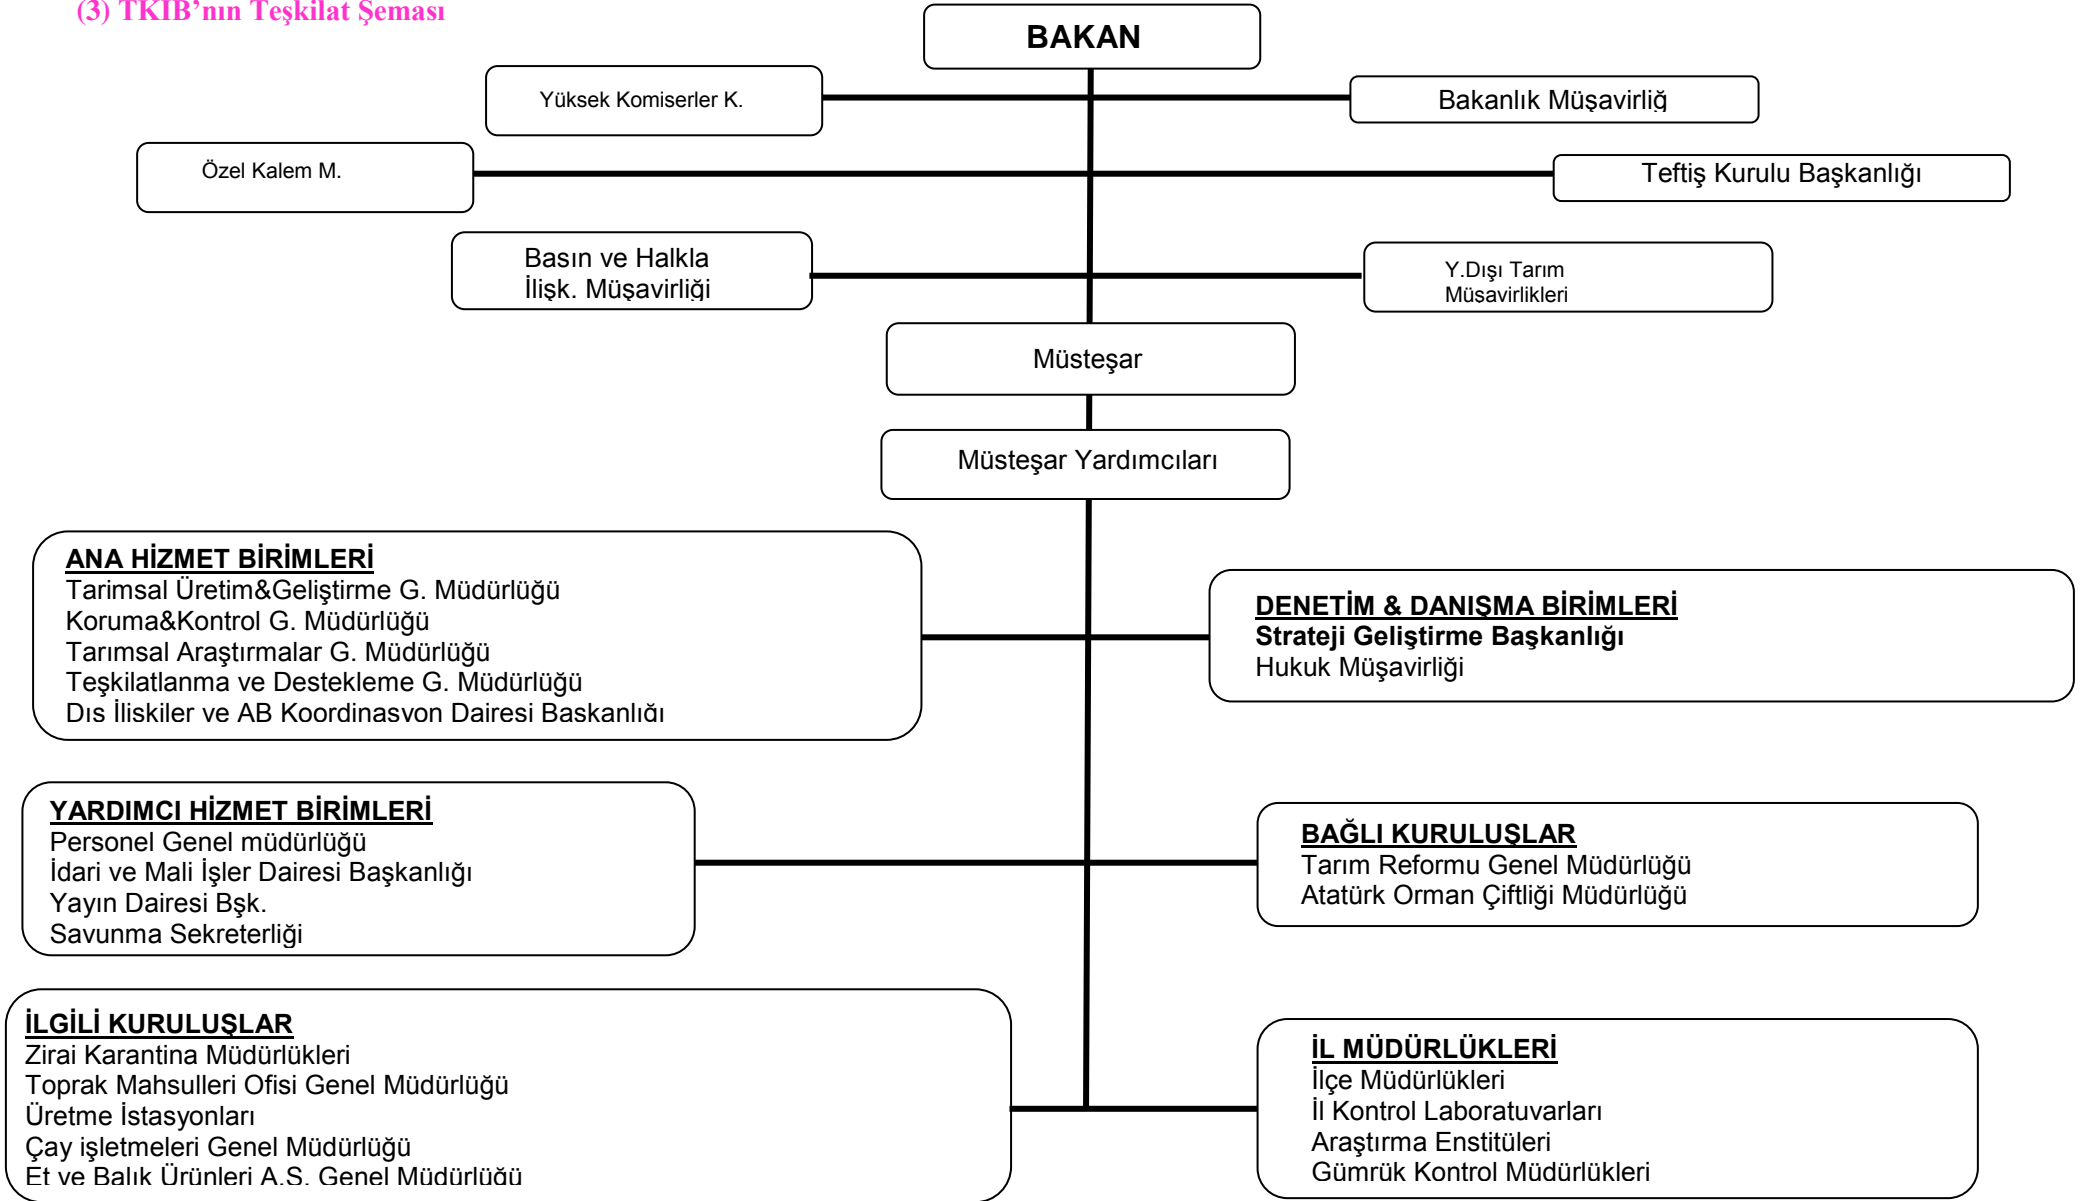 (3) TKIB’nın Teşkilat Şeması
BAKAN
Yüksek Komiserler K.
Bakanlık Müşavirliğ
Özel Kalem M.
Teftiş Kurulu Başkanlığı
Basın ve Halkla
İlişk. Müşavirliği
Y.Dışı Tarım
Müşavirlikleri
Müsteşar
Müsteşar Yardımcıları
ANA HİZMET BİRİMLERİ
Tarimsal Üretim&Geliştirme G. Müdürlüğü
Koruma&Kontrol G. Müdürlüğü
Tarımsal Araştırmalar G. Müdürlüğü
Teşkilatlanma ve Destekleme G. Müdürlüğü
Dış İlişkiler ve AB Koordinasyon Dairesi Başkanlığı
DENETİM & DANIŞMA BİRİMLERİ
Strateji Geliştirme Başkanlığı
Hukuk Müşavirliği
YARDIMCI HİZMET BİRİMLERİ
Personel Genel müdürlüğü
İdari ve Mali İşler Dairesi Başkanlığı
Yayın Dairesi Bşk.
Savunma Sekreterliği
BAĞLI KURULUŞLAR
Tarım Reformu Genel Müdürlüğü
Atatürk Orman Çiftliği Müdürlüğü
İLGİLİ KURULUŞLAR
Zirai Karantina Müdürlükleri
Toprak Mahsulleri Ofisi Genel Müdürlüğü
Üretme İstasyonları
Çay işletmeleri Genel Müdürlüğü
Et ve Balık Ürünleri A.Ş. Genel Müdürlüğü
İL MÜDÜRLÜKLERİ
İlçe Müdürlükleri
İl Kontrol Laboratuvarları
Araştırma Enstitüleri
Gümrük Kontrol Müdürlükleri